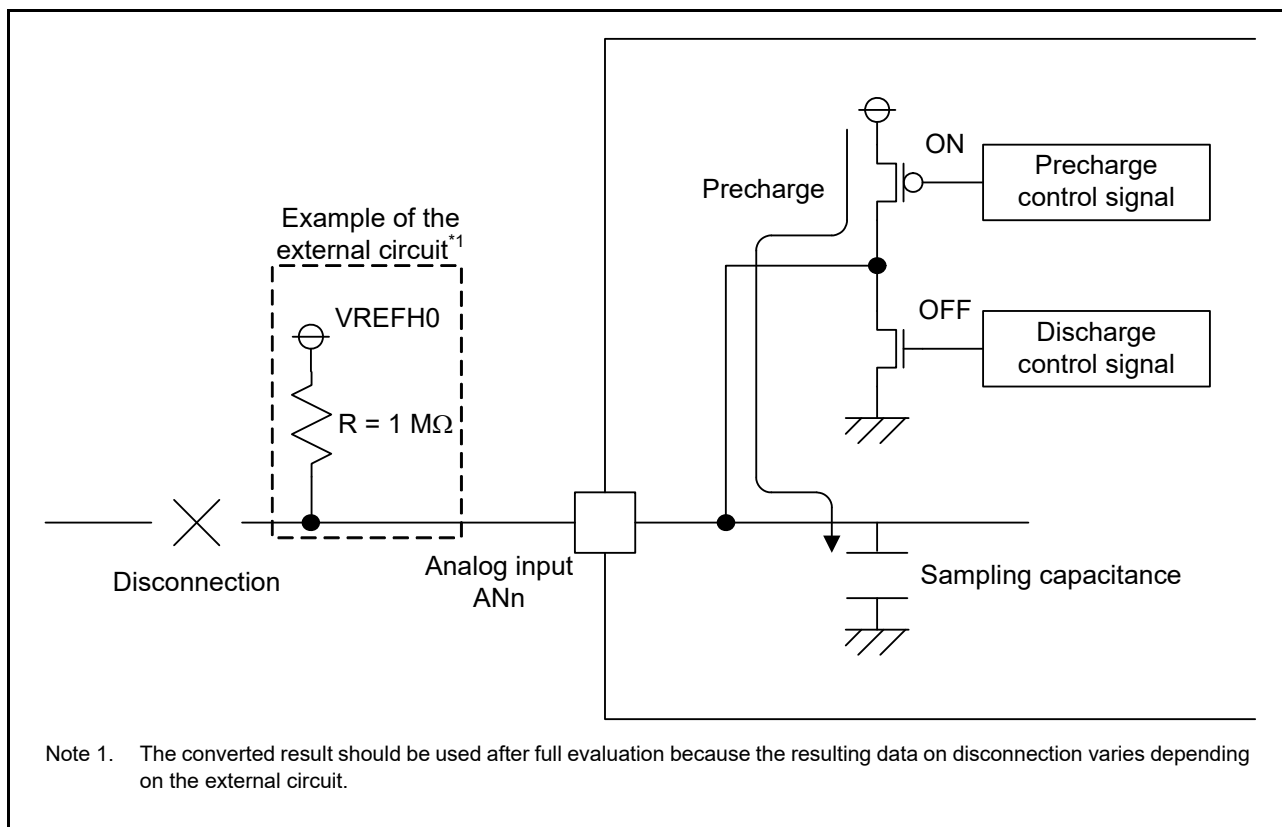 ON
Precharge
control signal
Precharge
Example of the
external circuit*1
VREFH0
OFF
Discharge
control signal
R = 1 MΩ
Analog input
ANn
Disconnection
Sampling capacitance
Note 1. The converted result should be used after full evaluation because the resulting data on disconnection varies depending
on the external circuit.